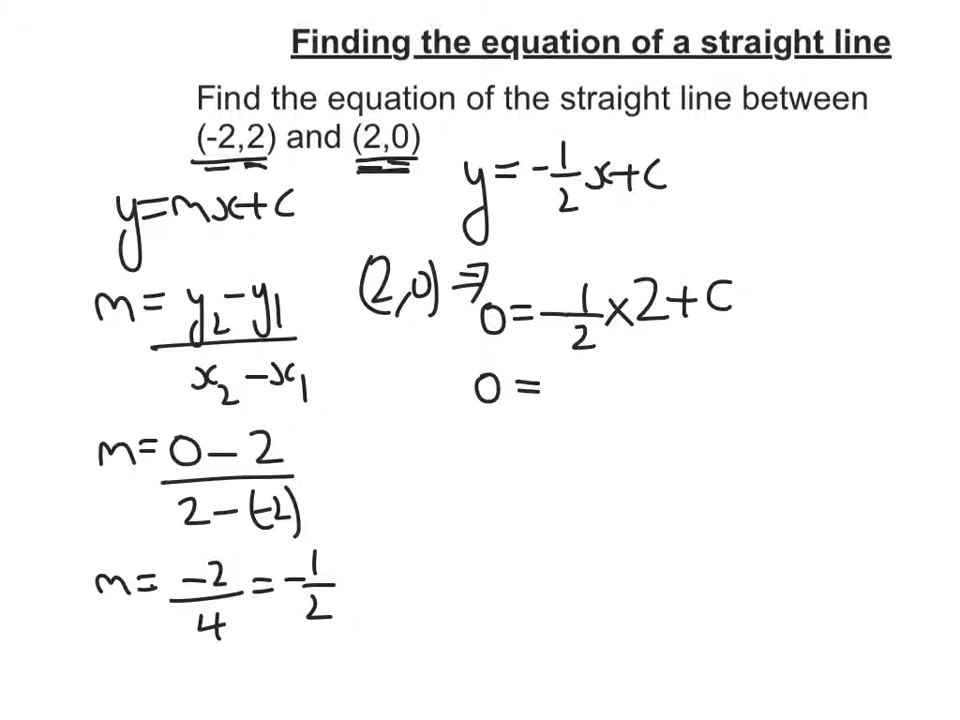 Finding the equation of a straight line
Find the equation of the straight line between
(-2,2) and (2,0)
y=mx+c
m = y₂-y₁ / x₂-x₁
m = 0-2 / 2-(-2)
m = -2/4 = -1/2
y = -1/2 x+c
(2,0) ⇒ 0 = -1/2 × 2+c
0 =